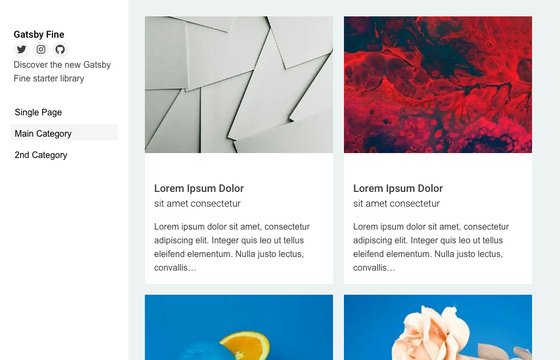 Gatsby Fine
Discover the new Gatsby
Fine starter library
Single Page
Main Category
2nd Category
Lorem Ipsum Dolor
sit amet consectetur
Lorem ipsum dolor sit amet, consectetur
adipiscing elit. Integer quis leo ut tellus
eleifend elementum. Nulla justo lectus,
convallis…
Lorem Ipsum Dolor
sit amet consectetur
Lorem ipsum dolor sit amet, consectetur
adipiscing elit. Integer quis leo ut tellus
eleifend elementum. Nulla justo lectus,
convallis…